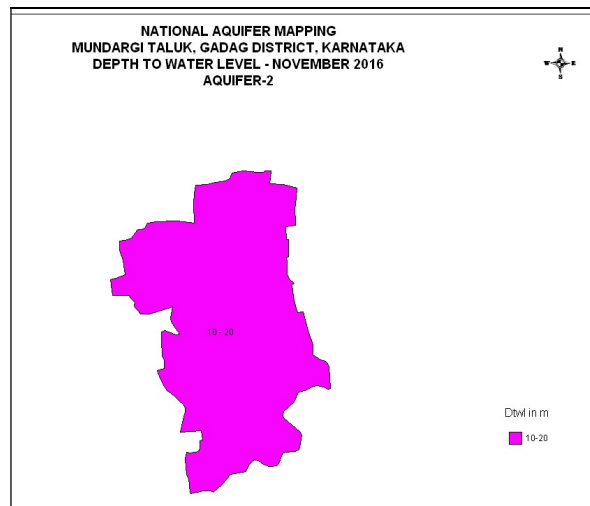 NATIONAL AQUIFER MAPPING
MUNDARGI TALUK, GADAG DISTRICT, KARNATAKA
DEPTH TO WATER LEVEL - NOVEMBER 2016
AQUIFER-2
N
W E
S
10 - 20
Dtwl in m
10-20